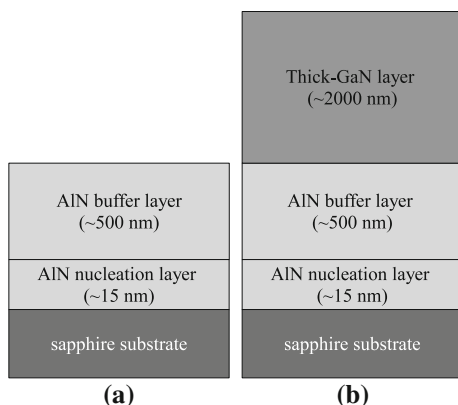 AlN buffer layer
(~500 nm)
AlN nucleation layer
(~15 nm)
sapphire substrate
(a)
Thick-GaN layer
(~2000 nm)
AlN buffer layer
(~500 nm)
AlN nucleation layer
(~15 nm)
sapphire substrate
(b)